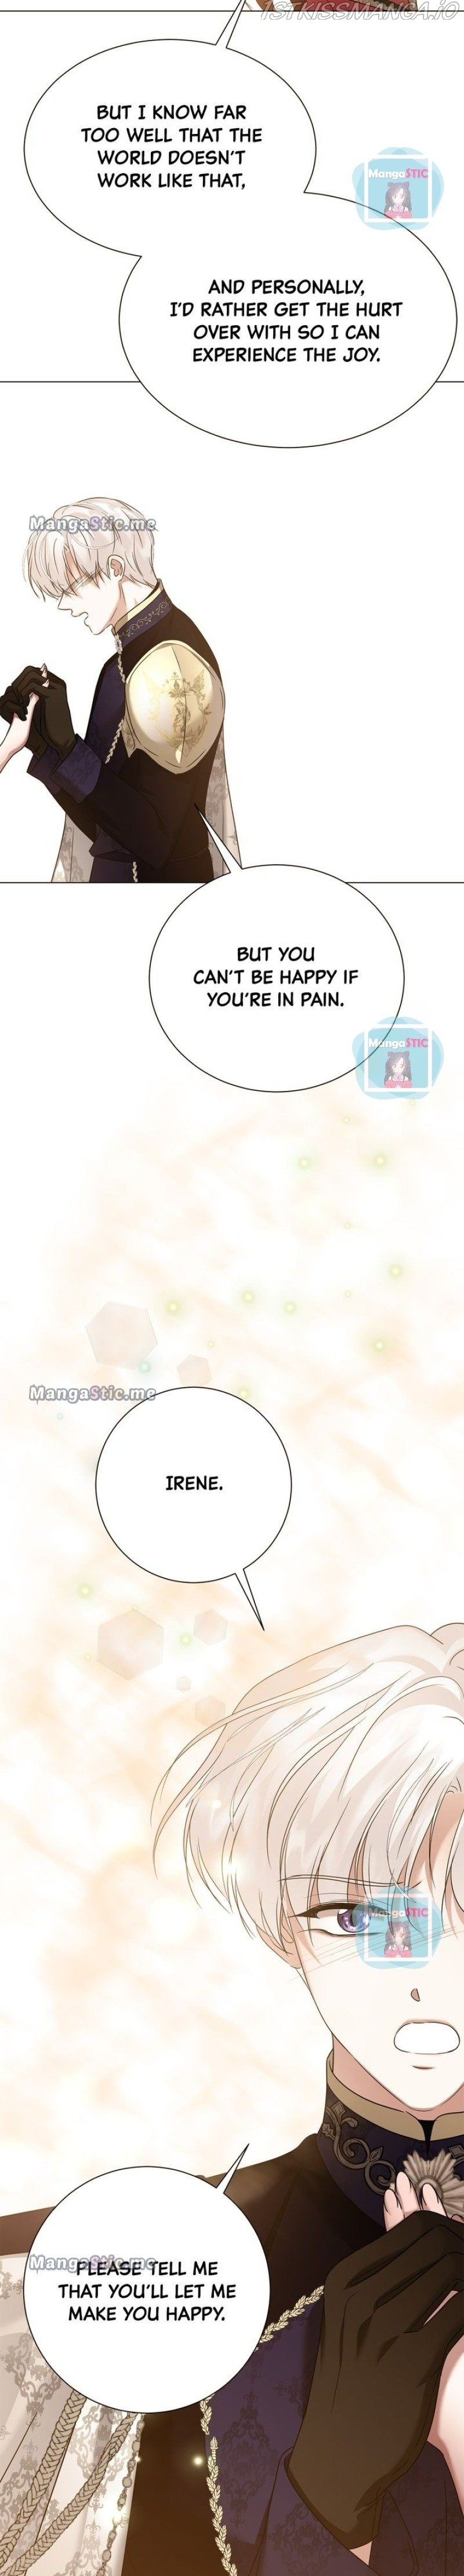 1STKISSMANGA.IO
BUT I KNOW FAR
TOO WELL THAT THE
WORLD DOESN'T
WORK LIKE THAT,
MangaSTIC
AND PERSONALLY,
I'D RATHER GET THE HURT
OVER WITH SO I CAN
EXPERIENCE THE JOY.
MangaStic.me
BUT YOU
CAN'T BE HAPPY IF
YOU'RE IN PAIN.
MangaSTIC
MangaStic.me
IRENE.
MangaSTIC
MangaStic.me
PLEASE TELL ME
THAT YOU'LL LET ME
MAKE YOU HAPPY.